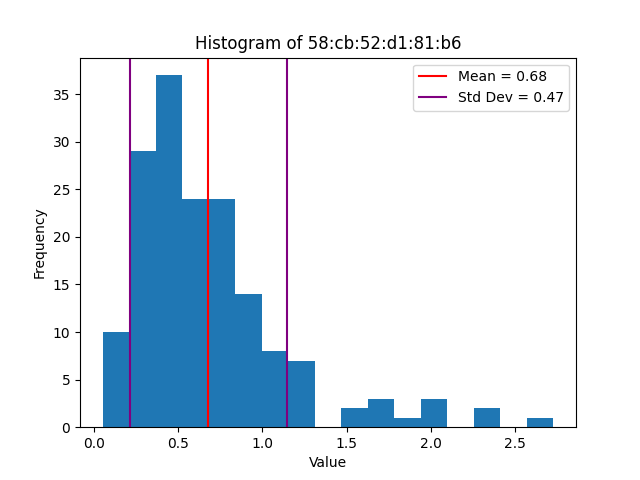 Histogram of 58:cb:52:d1:81:b6
Mean = 0.68
Std Dev = 0.47
Frequency
35
30
25
20
15
10
5
0
0.0 0.5 1.0 1.5 2.0 2.5
Value